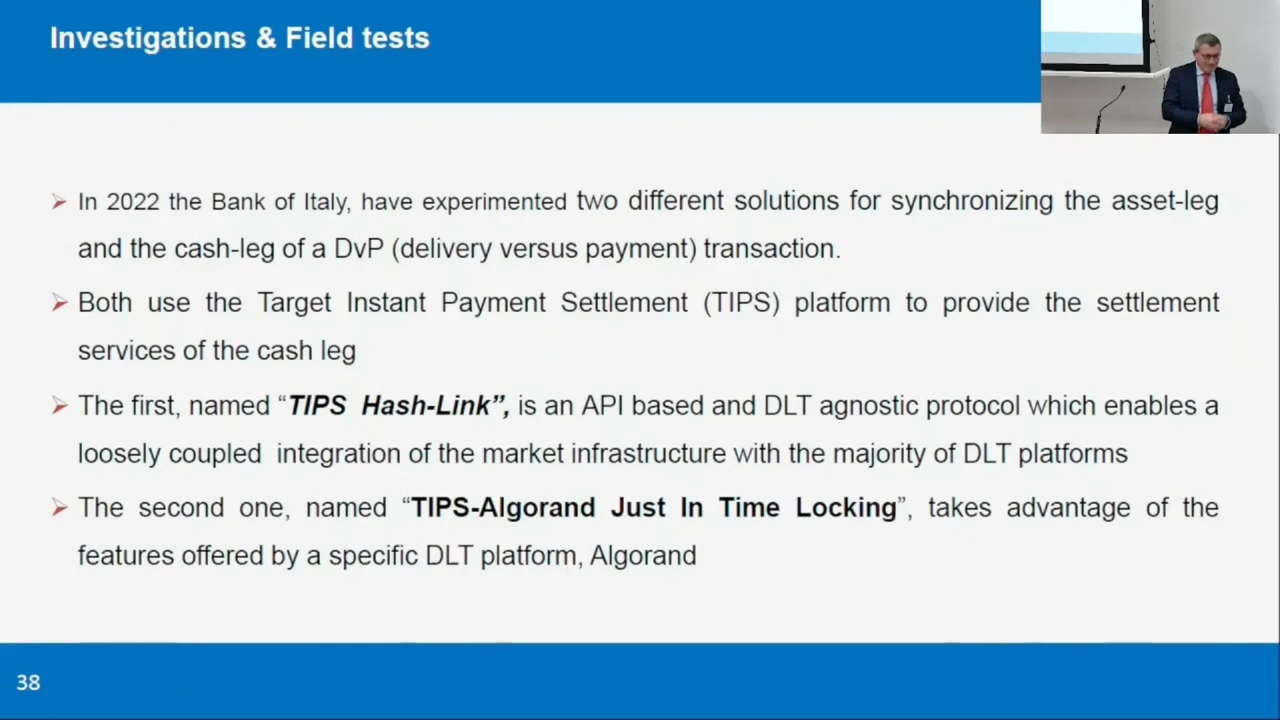 Investigations & Field tests
➢ In 2022 the Bank of Italy, have experimented two different solutions for synchronizing the asset-leg
and the cash-leg of a DvP (delivery versus payment) transaction.
➢ Both use the Target Instant Payment Settlement (TIPS) platform to provide the settlement
services of the cash leg
➢ The first, named “TIPS Hash-Link”, is an API based and DLT agnostic protocol which enables a
loosely coupled integration of the market infrastructure with the majority of DLT platforms
➢ The second one, named “TIPS-Algorand Just In Time Locking”, takes advantage of the
features offered by a specific DLT platform, Algorand
38